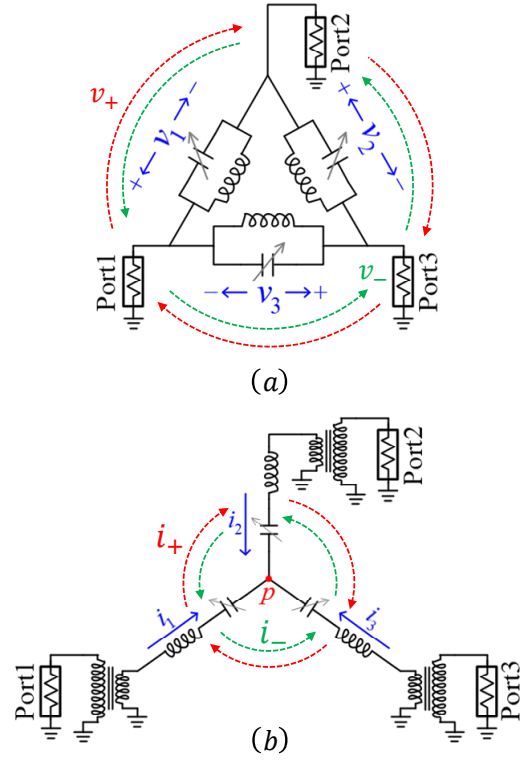 Port2
v₊
+ v₁ −
+ v₂ −
Port1
Port3
v₋
− v₃ +
(a)
Port2
i₂
i₊
p
i₁
i₃
i₋
Port1
Port3
(b)